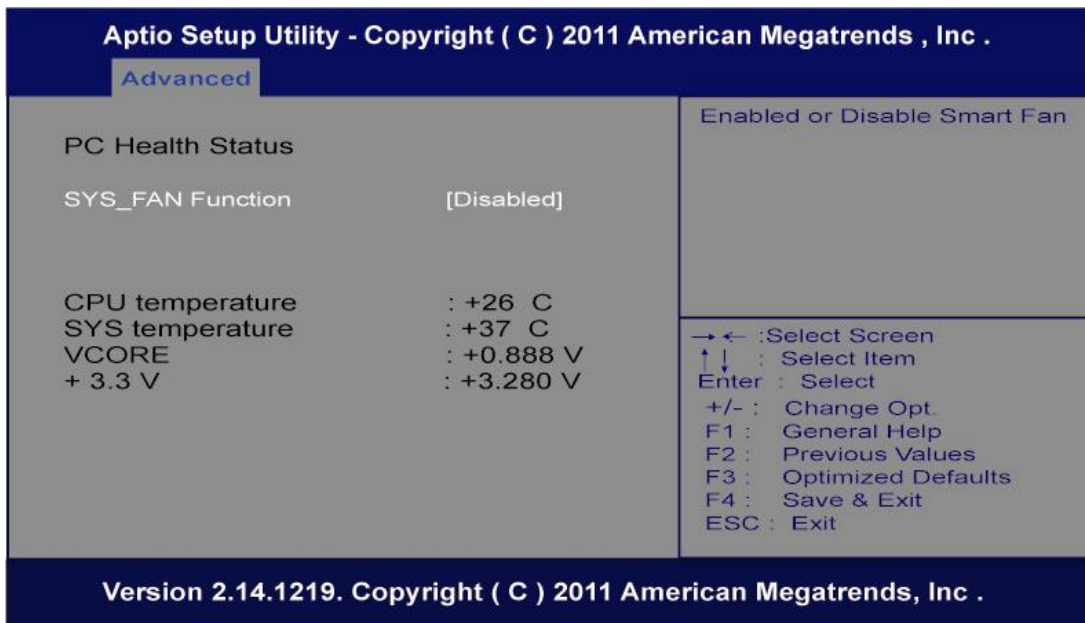 Aptio Setup Utility - Copyright ( C ) 2011 American Megatrends , Inc .
Advanced
PC Health Status
SYS_FAN Function [Disabled]
CPU temperature : +26 C
SYS temperature : +37 C
VCORE : +0.888 V
+ 3.3 V : +3.280 V
Enabled or Disable Smart Fan
→ ← :Select Screen
↑ ↓ : Select Item
Enter : Select
+/- : Change Opt.
F1 : General Help
F2 : Previous Values
F3 : Optimized Defaults
F4 : Save & Exit
ESC : Exit
Version 2.14.1219. Copyright ( C ) 2011 American Megatrends, Inc .